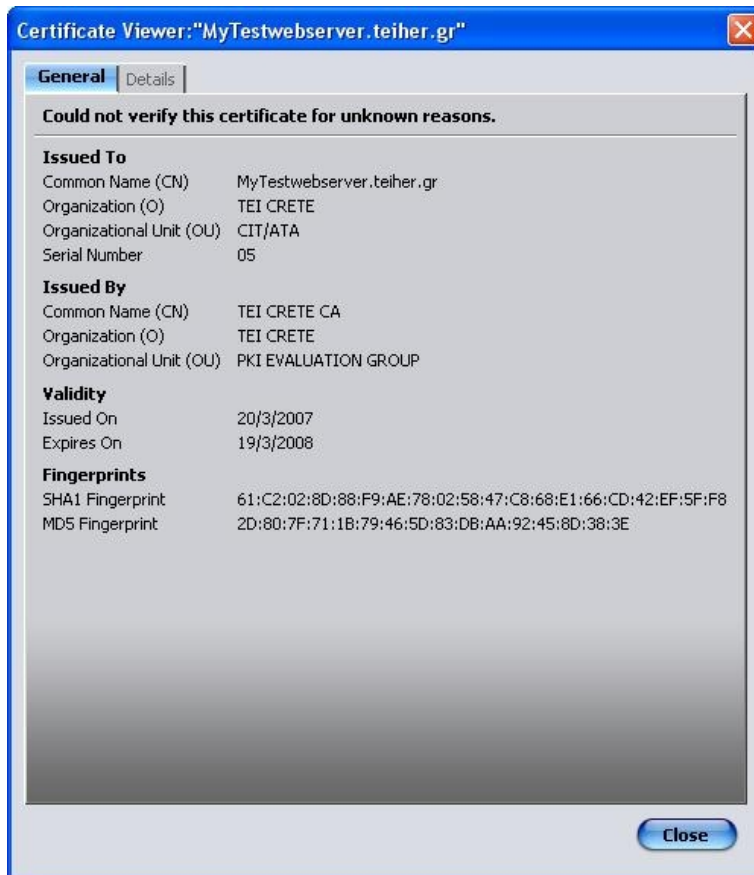 Certificate Viewer:"MyTestwebserver.teiher.gr"
General Details
Could not verify this certificate for unknown reasons.
Issued To
Common Name (CN) MyTestwebserver.teiher.gr
Organization (O) TEI CRETE
Organizational Unit (OU) CIT/ATA
Serial Number 05
Issued By
Common Name (CN) TEI CRETE CA
Organization (O) TEI CRETE
Organizational Unit (OU) PKI EVALUATION GROUP
Validity
Issued On 20/3/2007
Expires On 19/3/2008
Fingerprints
SHA1 Fingerprint 61:C2:02:8D:88:F9:AE:78:02:58:47:C8:68:E1:66:CD:42:EF:5F:F8
MD5 Fingerprint 2D:80:7F:71:1B:79:46:5D:83:DB:AA:92:45:8D:38:3E
Close